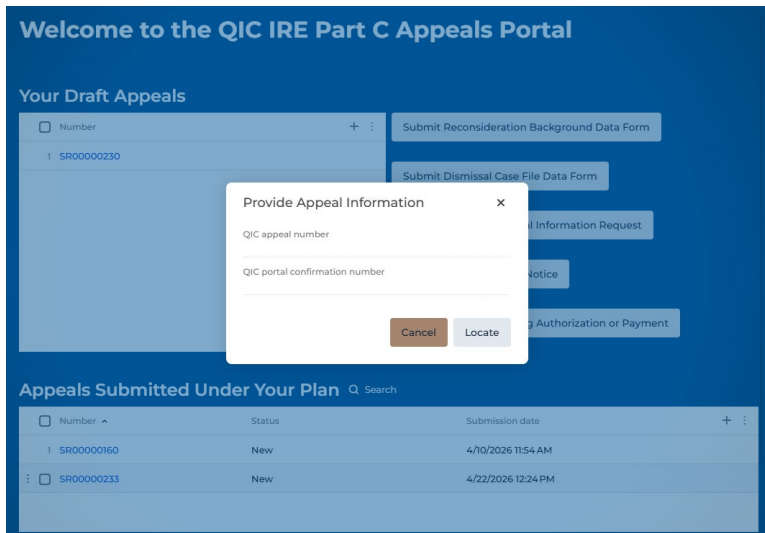 Welcome to the QIC IRE Part C Appeals Portal
Your Draft Appeals
Number
1 SR00000230
Submit Reconsideration Background Data Form
Submit Dismissal Case File Data Form
Information Request
Notice
Authorization or Payment
Provide Appeal Information
QIC appeal number
QIC portal confirmation number
Cancel Locate
Appeals Submitted Under Your Plan Search
Number Status Submission date
1 SR00000160 New 4/10/2026 11:54 AM
SR00000233 New 4/22/2026 12:24 PM